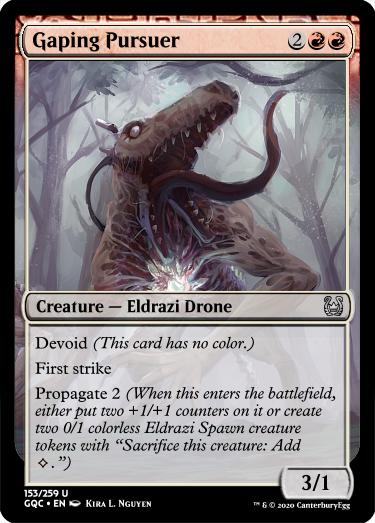 Gaping Pursuer 2
Creature — Eldrazi Drone
Devoid (This card has no color.)
First strike
Propagate 2 (When this enters the battlefield,
either put two +1/+1 counters on it or create
two 0/1 colorless Eldrazi Spawn creature
tokens with “Sacrifice this creature: Add
.”)
3/1
153/259 U
GQC • EN Kira L. Nguyen
™ & © 2020 CanterburyEgg